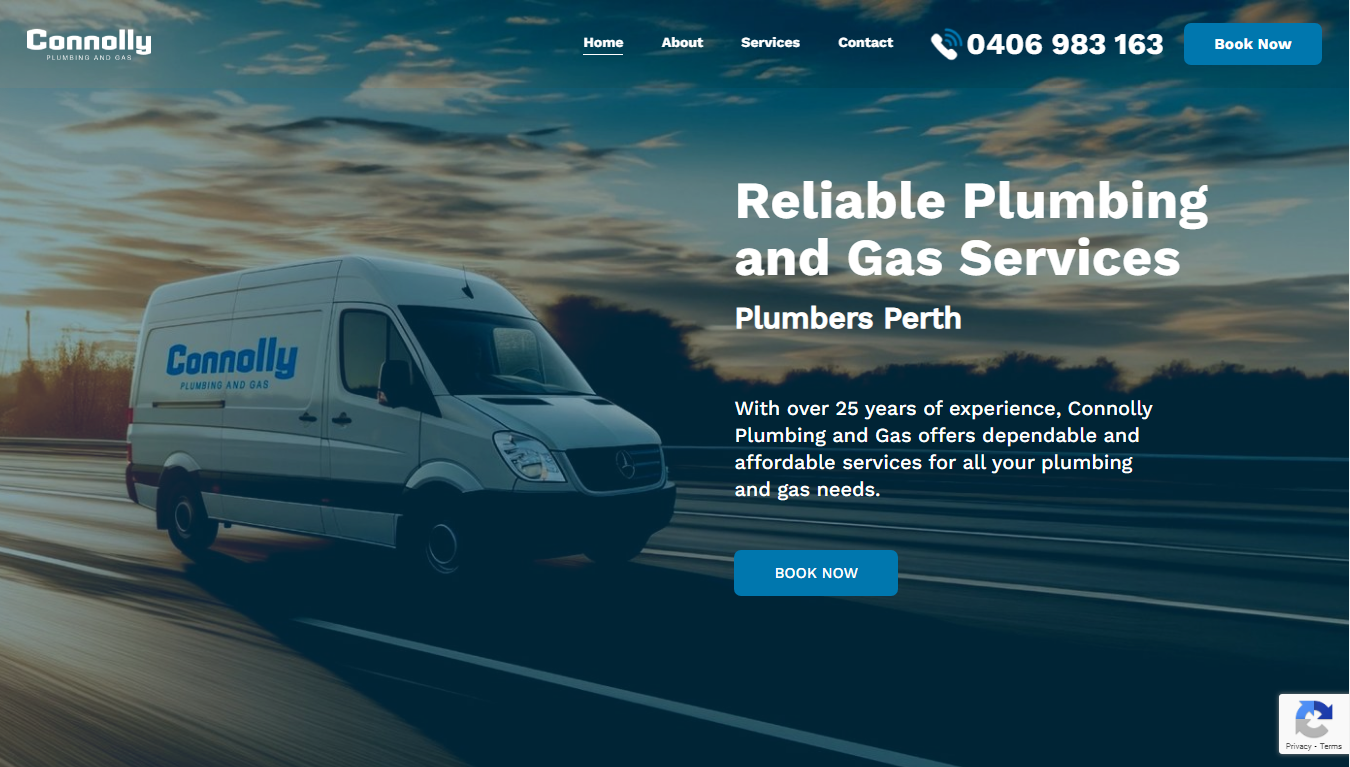 Connolly
PLUMBING AND GAS
Home
About
Services
Contact
0406 983 163
Book Now
Reliable Plumbing
and Gas Services
Plumbers Perth
Connolly
PLUMBING AND GAS
With over 25 years of experience, Connolly
Plumbing and Gas offers dependable and
affordable services for all your plumbing
and gas needs.
BOOK NOW
Privacy - Terms